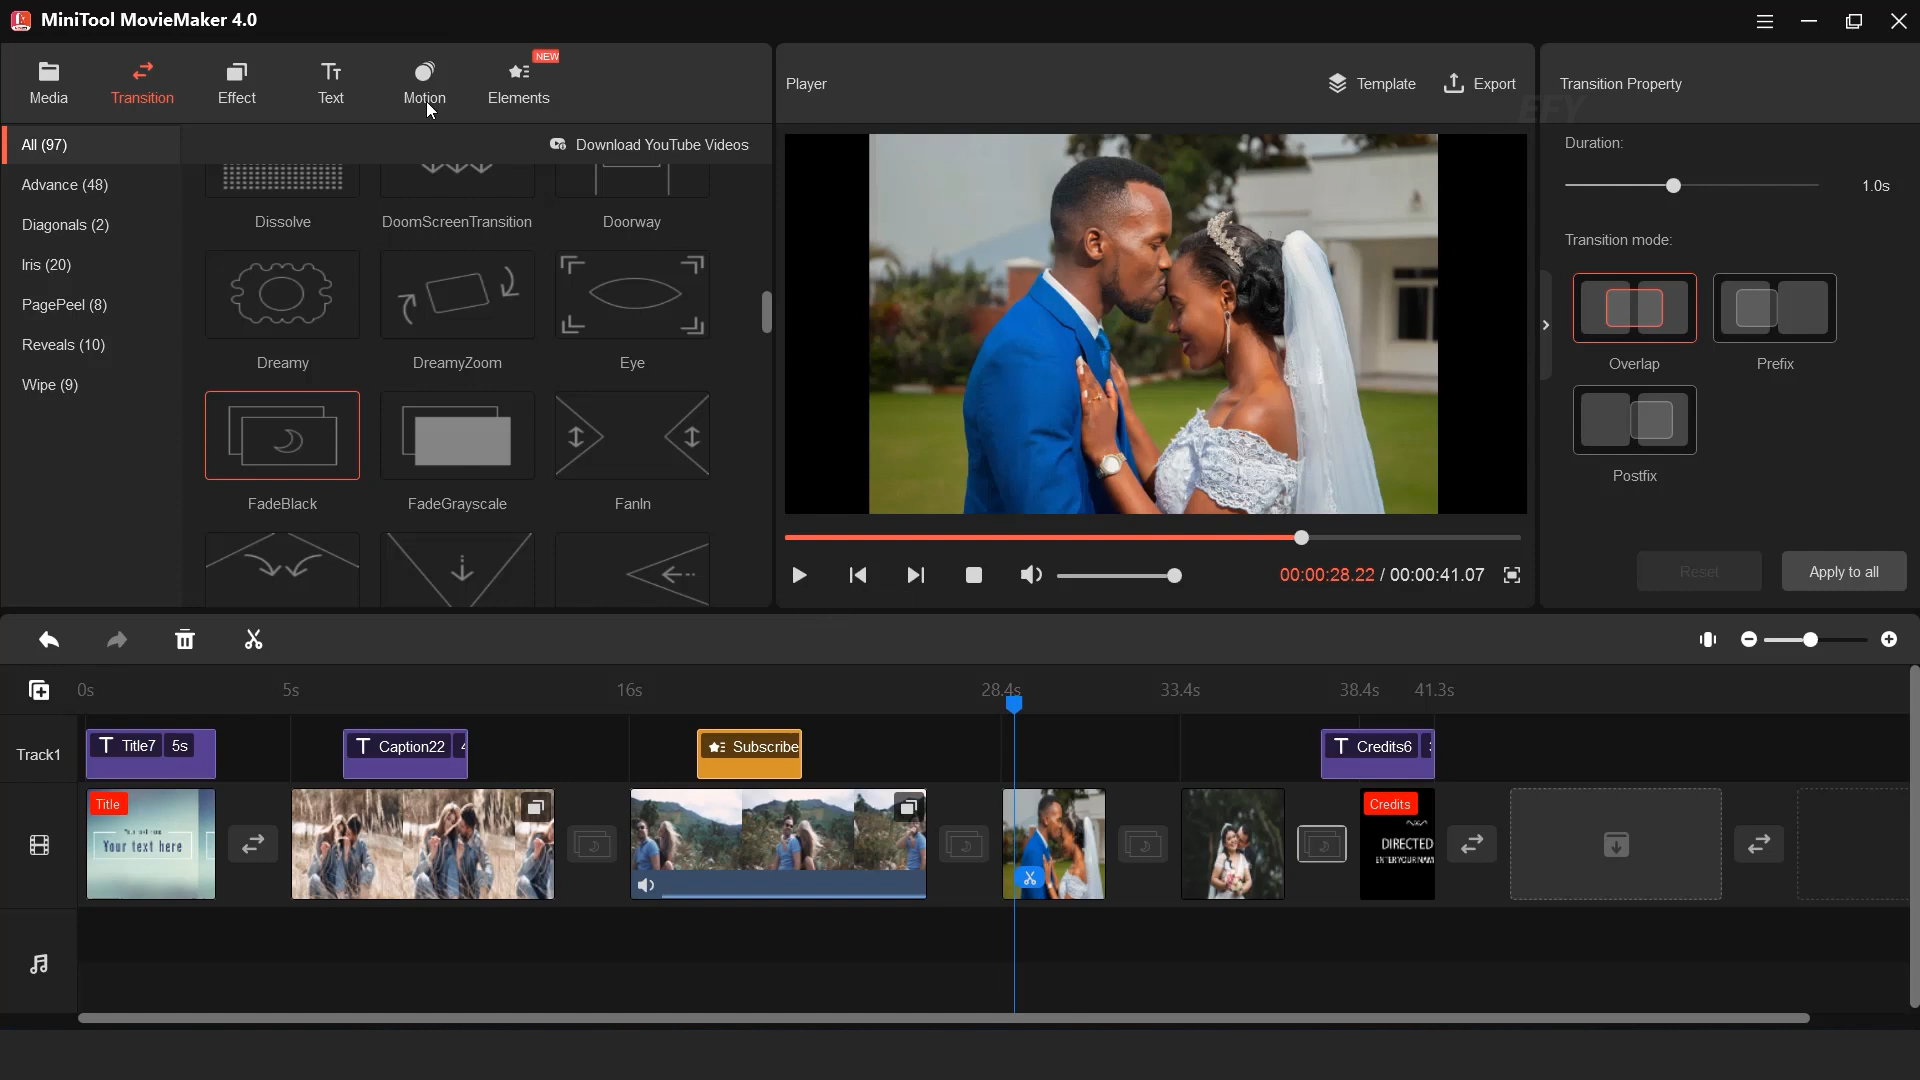 MiniTool MovieMaker 4.0
NEW
Media
Transition
Effect
Text
Motion
Elements
Player
Template
Export
Transition Property
EFY
All (97)
Download YouTube Videos
Advance (48)
Diagonals (2)
Iris (20)
PagePeel (8)
Reveals (10)
Wipe (9)
Dissolve
DoomScreenTransition
Doorway
Dreamy
DreamyZoom
Eye
FadeBlack
FadeGrayscale
FanIn
Duration:
1.0s
Transition mode:
Overlap
Prefix
Postfix
00:00:28.22 / 00:00:41.07
Reset
Apply to all
0s
5s
16s
28.4s
33.4s
38.4s
41.3s
Track1
Title7 5s
Caption22
Subscribe
Credits6
Title
Your text here
Credits
DIRECTED
ENTER YOUR NAM